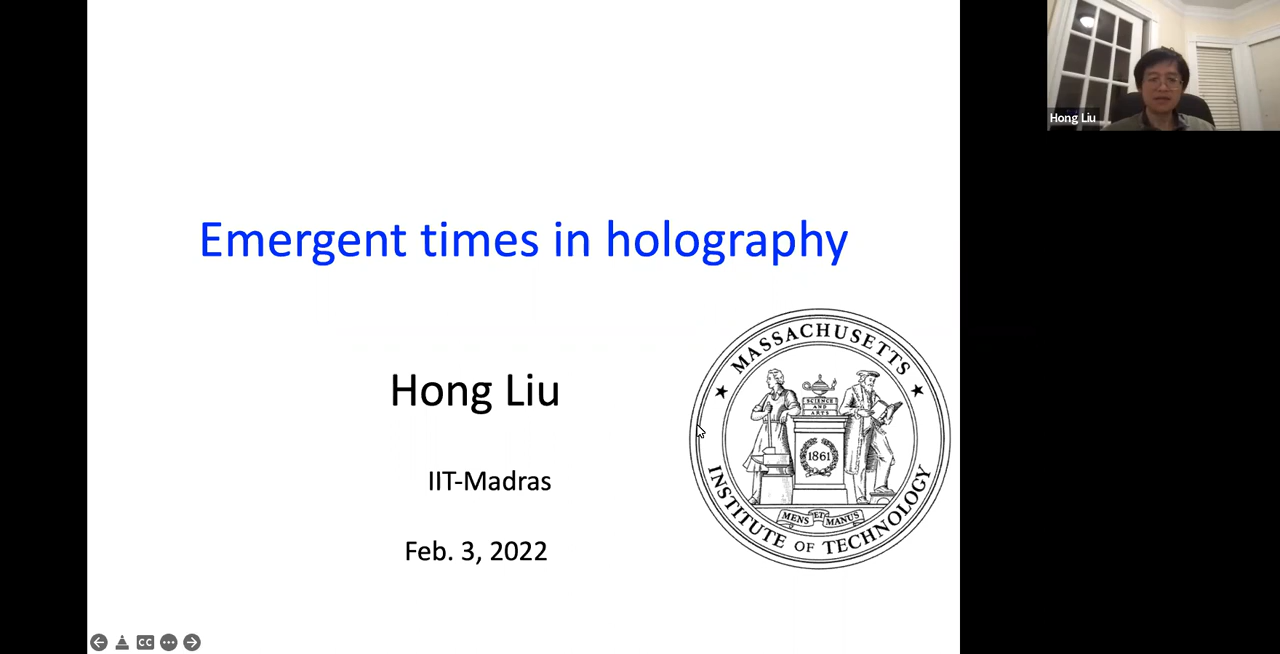 Emergent times in holography
Hong Liu
IIT-Madras
Feb. 3, 2022
MASSACHUSETTS
INSTITUTE OF TECHNOLOGY
SCIENCE
AND
ARTS
1861
MENS ET MANUS
CC
Hong Liu